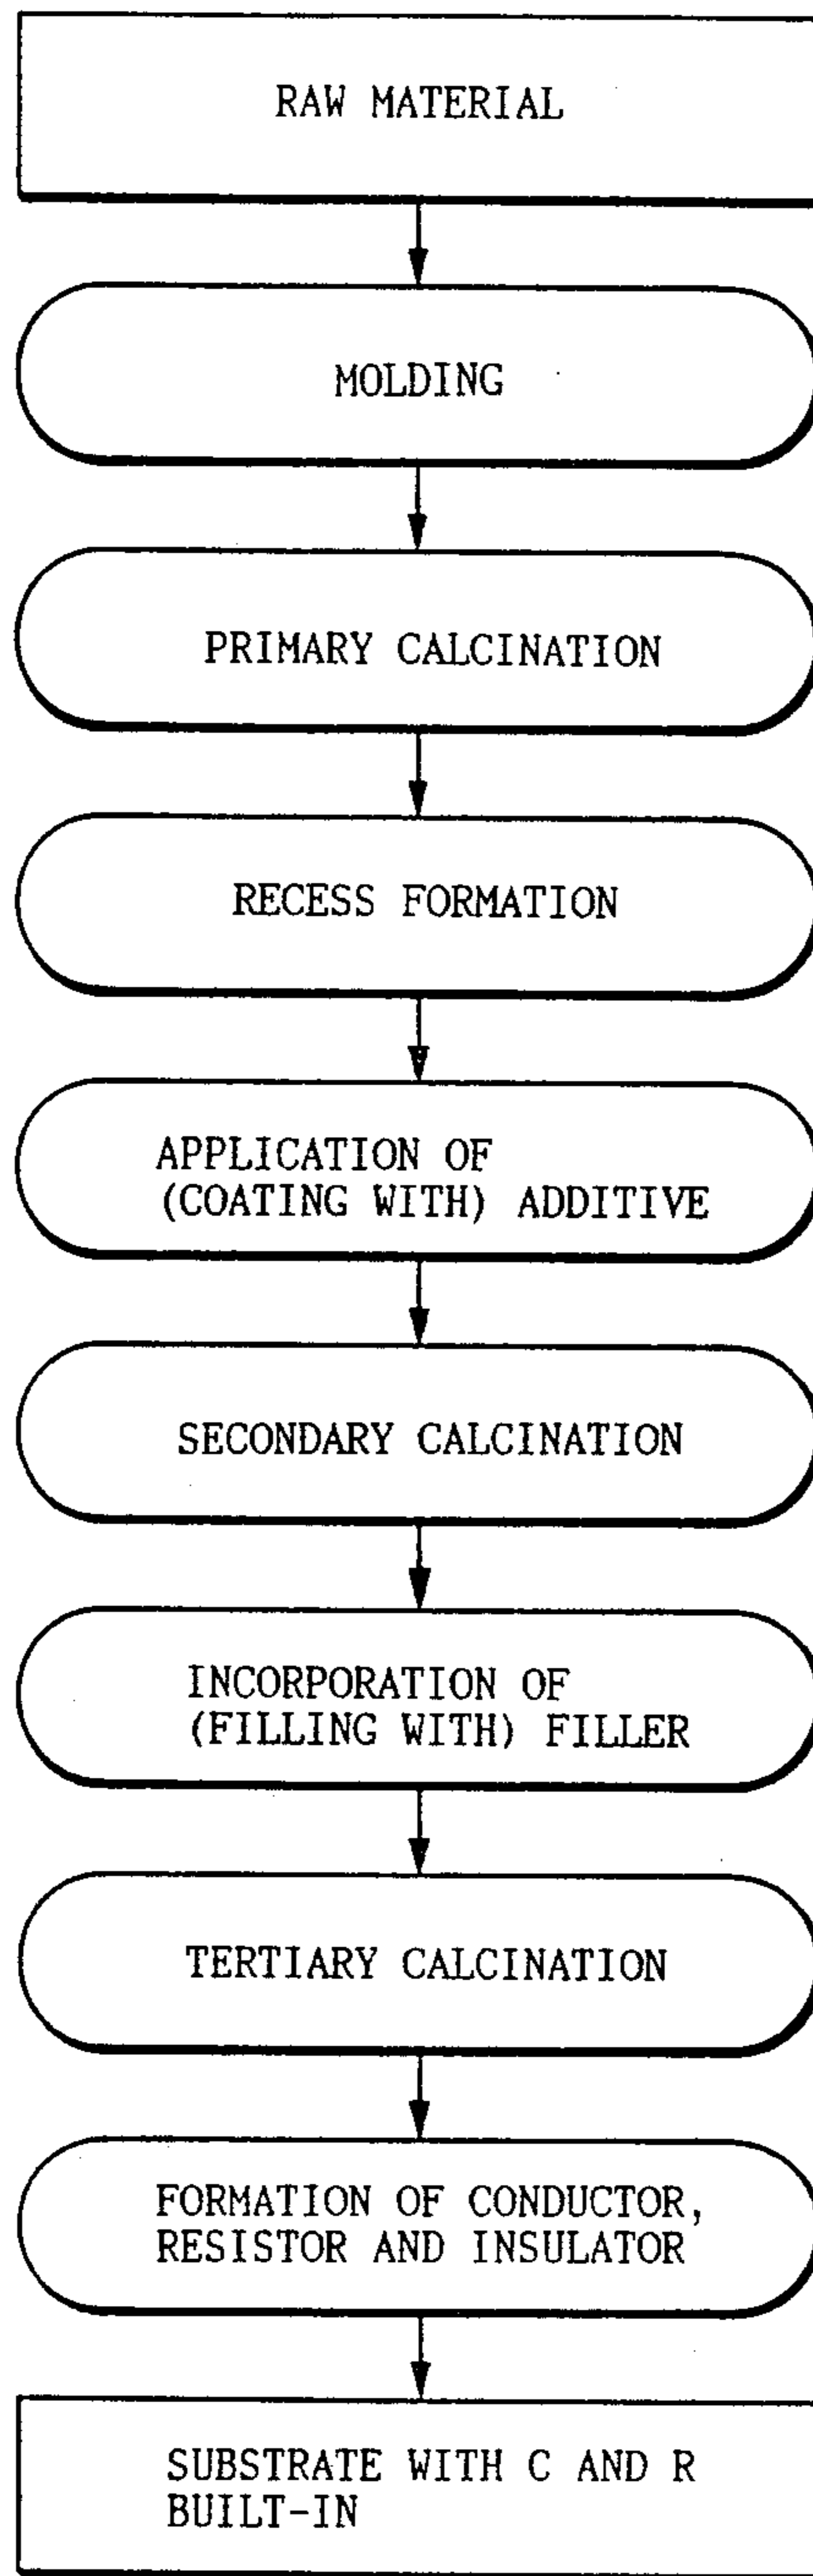 RAW MATERIAL
MOLDING
PRIMARY CALCINATION
RECESS FORMATION
APPLICATION OF
(COATING WITH) ADDITIVE
SECONDARY CALCINATION
INCORPORATION OF
(FILLING WITH) FILLER
TERTIARY CALCINATION
FORMATION OF CONDUCTOR,
RESISTOR AND INSULATOR
SUBSTRATE WITH C AND R
BUILT-IN